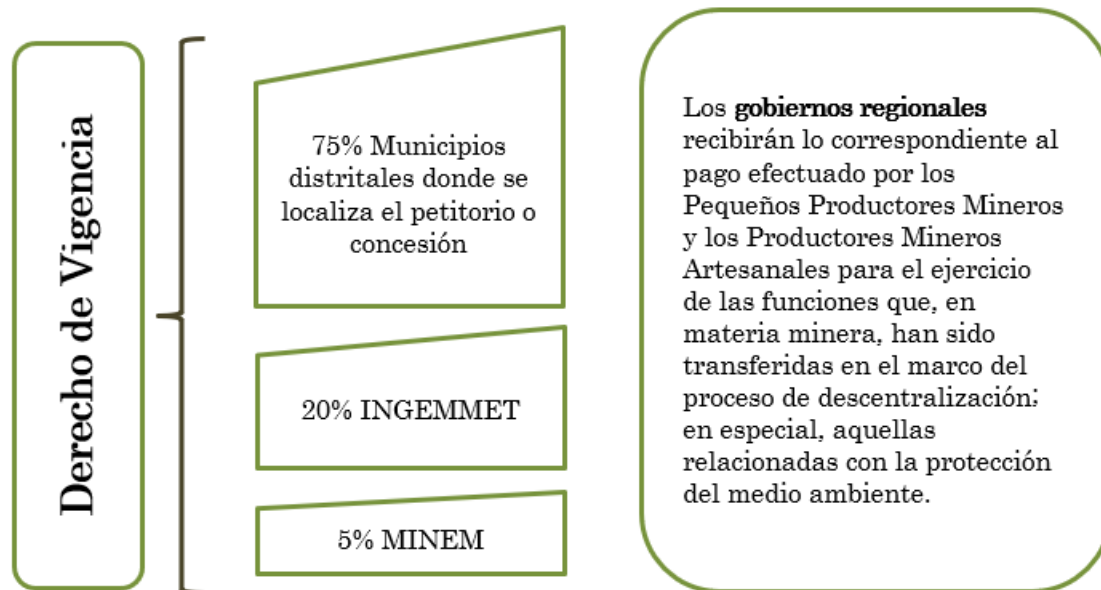 Derecho de Vigencia
75% Municipios
distritales donde se
localiza el petitorio o
concesión
20% INGEMMET
5% MINEM
Los gobiernos regionales
recibirán lo correspondiente al
pago efectuado por los
Pequeños Productores Mineros
y los Productores Mineros
Artesanales para el ejercicio
de las funciones que, en
materia minera, han sido
transferidas en el marco del
proceso de descentralización;
en especial, aquellas
relacionadas con la protección
del medio ambiente.